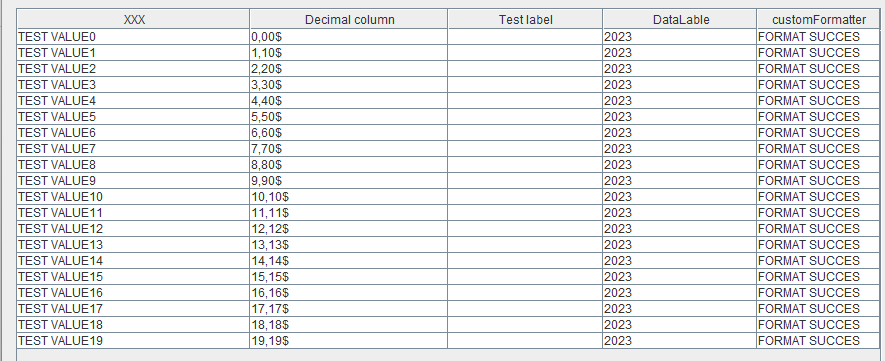 XXX Decimal column Test label DataLable customFormatter
TEST VALUE0 0,00$ 2023 FORMAT SUCCES
TEST VALUE1 1,10$ 2023 FORMAT SUCCES
TEST VALUE2 2,20$ 2023 FORMAT SUCCES
TEST VALUE3 3,30$ 2023 FORMAT SUCCES
TEST VALUE4 4,40$ 2023 FORMAT SUCCES
TEST VALUE5 5,50$ 2023 FORMAT SUCCES
TEST VALUE6 6,60$ 2023 FORMAT SUCCES
TEST VALUE7 7,70$ 2023 FORMAT SUCCES
TEST VALUE8 8,80$ 2023 FORMAT SUCCES
TEST VALUE9 9,90$ 2023 FORMAT SUCCES
TEST VALUE10 10,10$ 2023 FORMAT SUCCES
TEST VALUE11 11,11$ 2023 FORMAT SUCCES
TEST VALUE12 12,12$ 2023 FORMAT SUCCES
TEST VALUE13 13,13$ 2023 FORMAT SUCCES
TEST VALUE14 14,14$ 2023 FORMAT SUCCES
TEST VALUE15 15,15$ 2023 FORMAT SUCCES
TEST VALUE16 16,16$ 2023 FORMAT SUCCES
TEST VALUE17 17,17$ 2023 FORMAT SUCCES
TEST VALUE18 18,18$ 2023 FORMAT SUCCES
TEST VALUE19 19,19$ 2023 FORMAT SUCCES